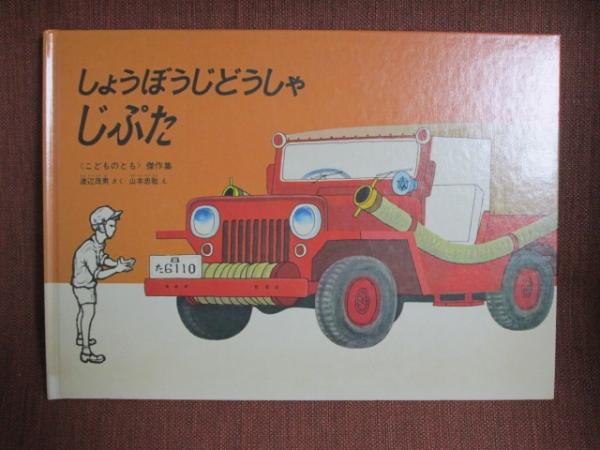 しょうぼうじどうしゃ
じぷた
〈こどものとも〉傑作集
渡辺茂男 さく 山本忠敬 え
た6110